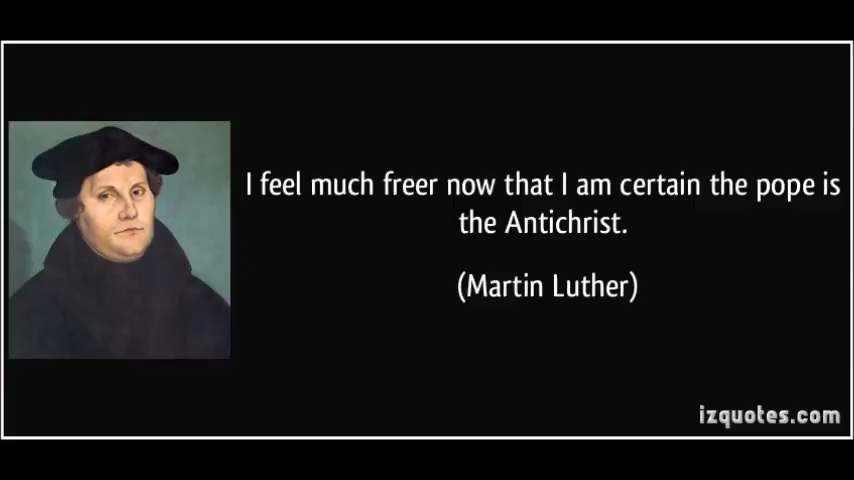 I feel much freer now that I am certain the pope is
the Antichrist.
(Martin Luther)
izquotes.com